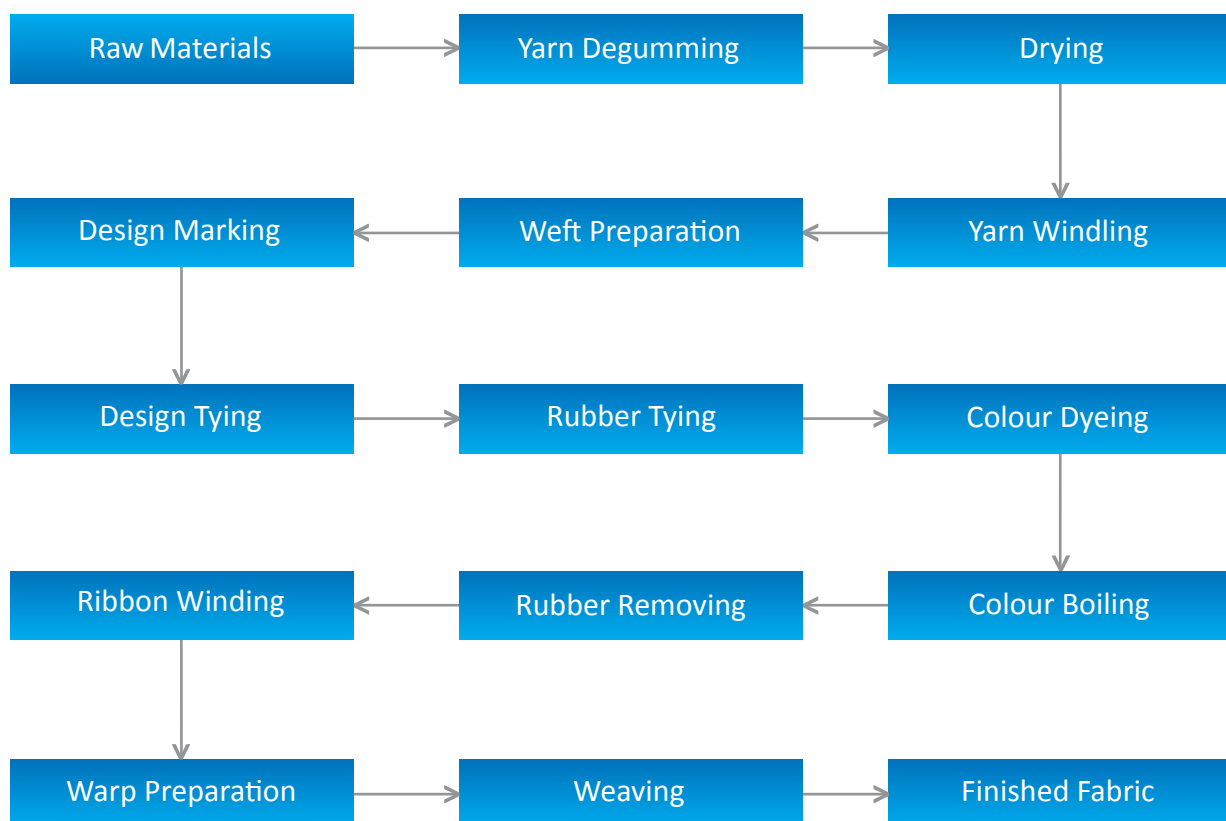 Raw Materials
Yarn Degumming
Drying
Yarn Windling
Weft Preparation
Design Marking
Design Tying
Rubber Tying
Colour Dyeing
Colour Boiling
Rubber Removing
Ribbon Winding
Warp Preparation
Weaving
Finished Fabric